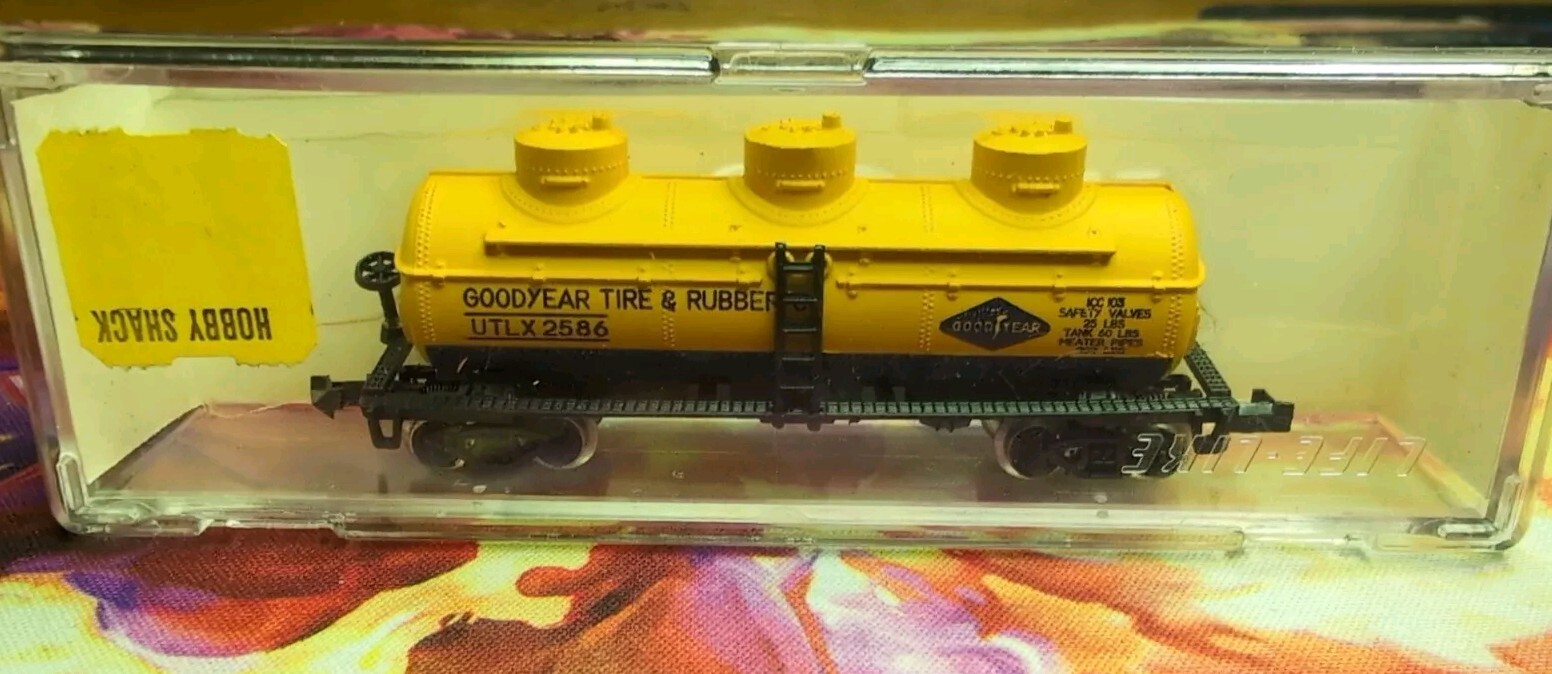 HOBBY SHACK
GOODYEAR TIRE & RUBBER
UTLX 2586
GOODYEAR
ICC 103
SAFETY VALVES
25 LBS
TANK 60 LBS
HEATER PIPES
LIFE-LIKE